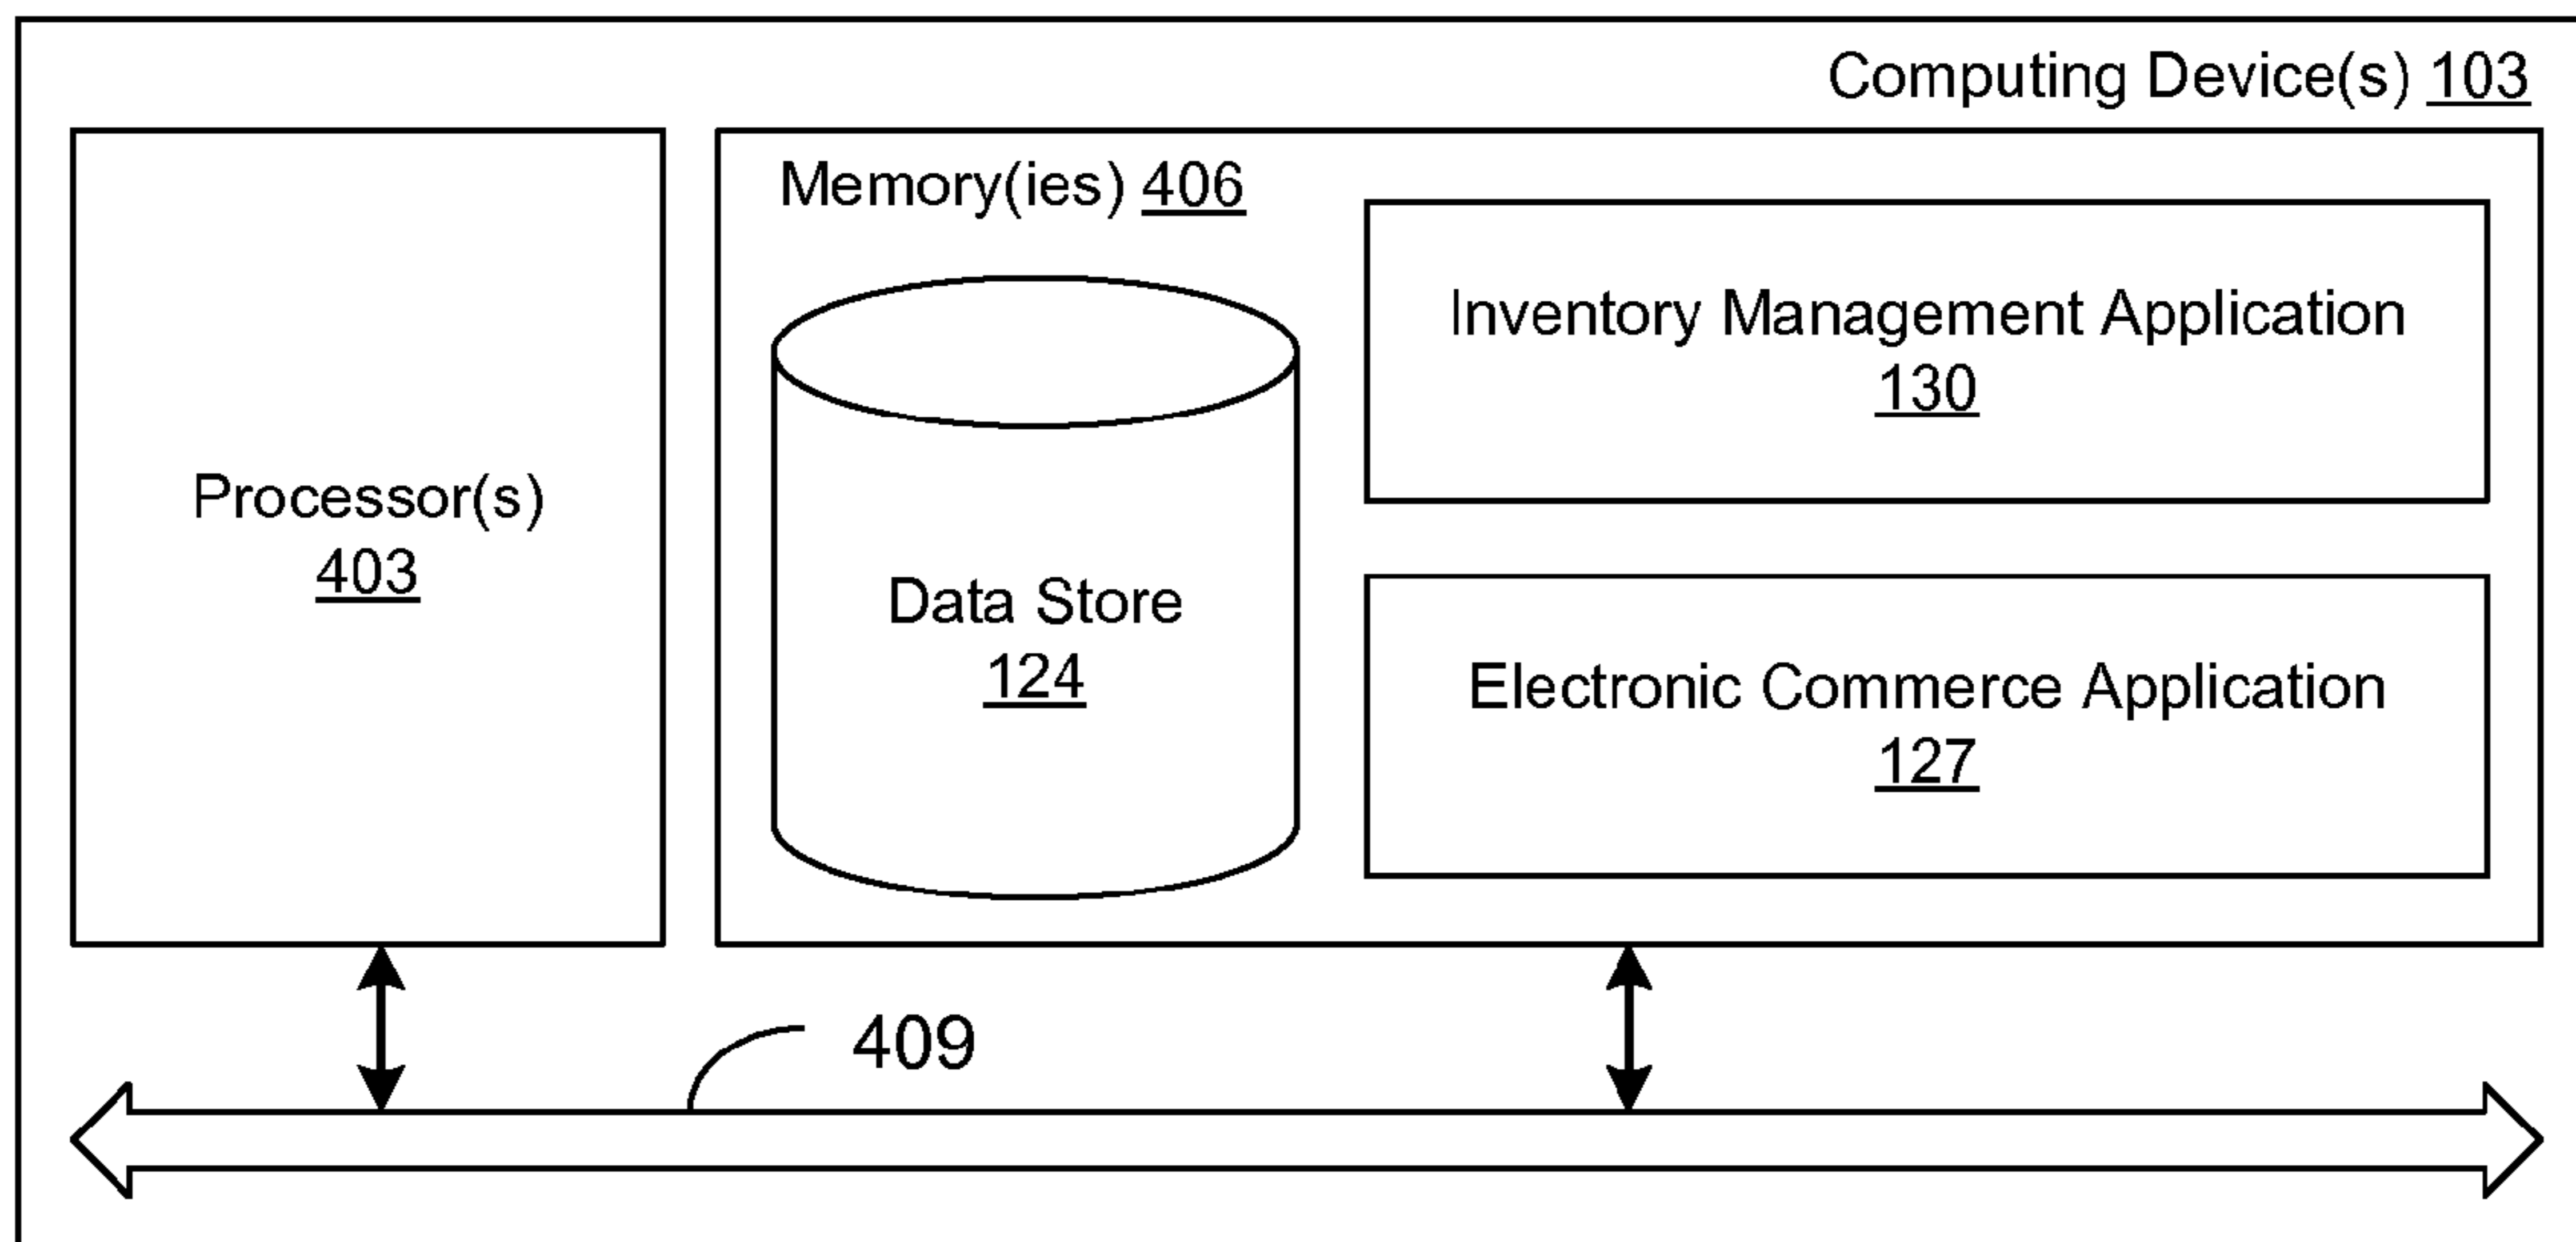 Computing Device(s) 103
Memory(ies) 406
Inventory Management Application
130
Processor(s)
403
Data Store
124
Electronic Commerce Application
127
409